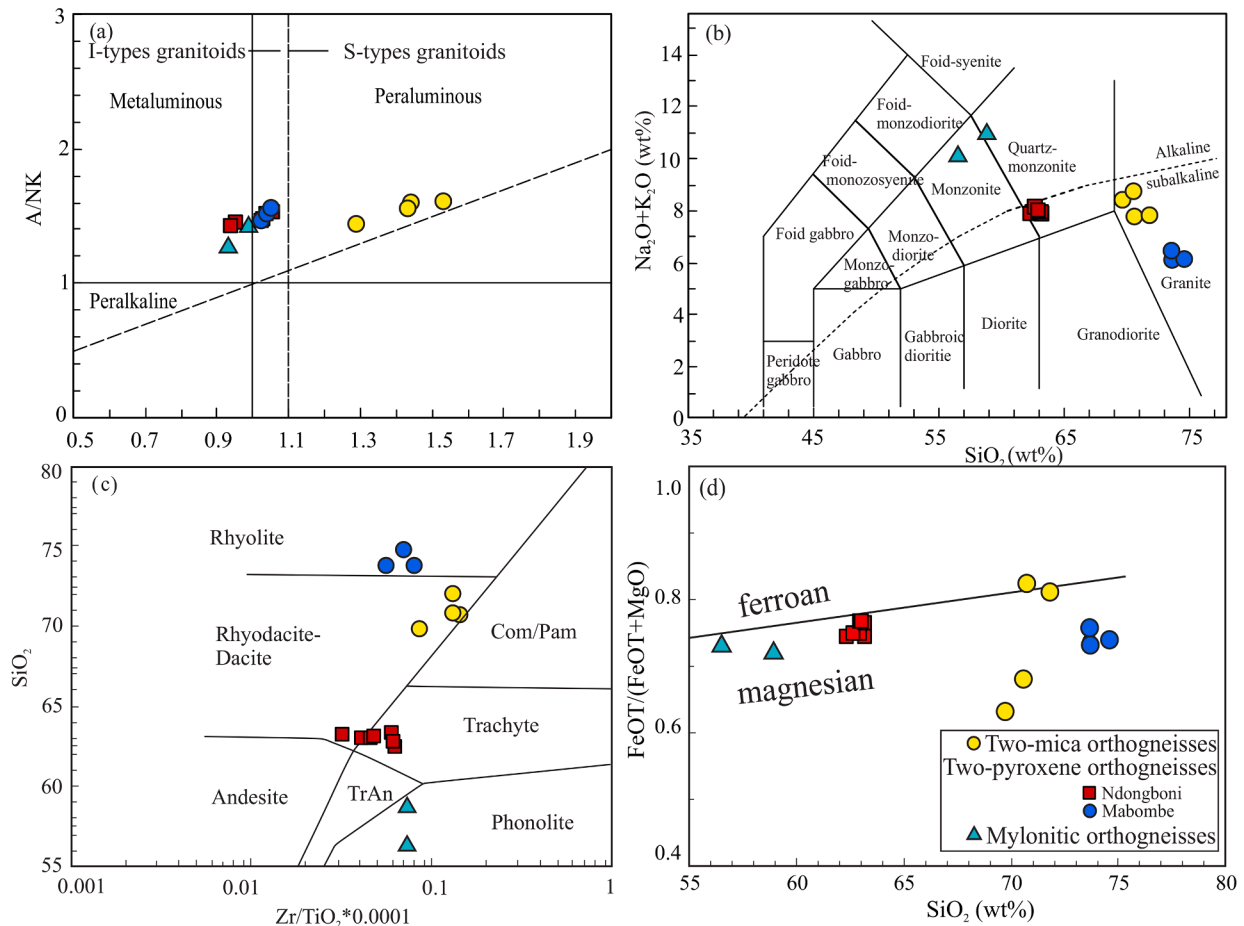 (a)
I-types granitoids
S-types granitoids
Metaluminous
Peraluminous
Peralkaline
A/NK
3
2
1
0
0.5
0.7
0.9
1.1
1.3
1.5
1.2
1.9
(b)
Foid-syenite
Foid-
monzodiorite
Foid-
monozosyenite
Quartz-
monzonite
Alkaline
subalkaline
Monzonite
Foid gabbro
Monzo-
diorite
Monzo-
gabbro
Granite
Diorite
Granodiorite
Gabbroic
dioritie
Gabbro
Peridote
gabbro
Na2O+K2O (wt%)
14
12
10
8
6
4
2
0
35
45
55
65
75
SiO2 (wt%)
(c)
Rhyolite
Rhyodacite-
Dacite
Com/Pam
Trachyte
Andesite
TrAn
Phonolite
SiO2
80
75
70
65
60
55
0.001
0.01
0.1
1
Zr/TiO2*0.0001
(d)
ferroan
magnesian
FeOT/(FeOT+MgO)
1.0
0.8
0.6
0.4
Two-mica orthogneisses
Two-pyroxene orthogneisses
Ndongboni
Mabombe
Mylonitic orthogneisses
55
60
65
70
75
80
SiO2 (wt%)